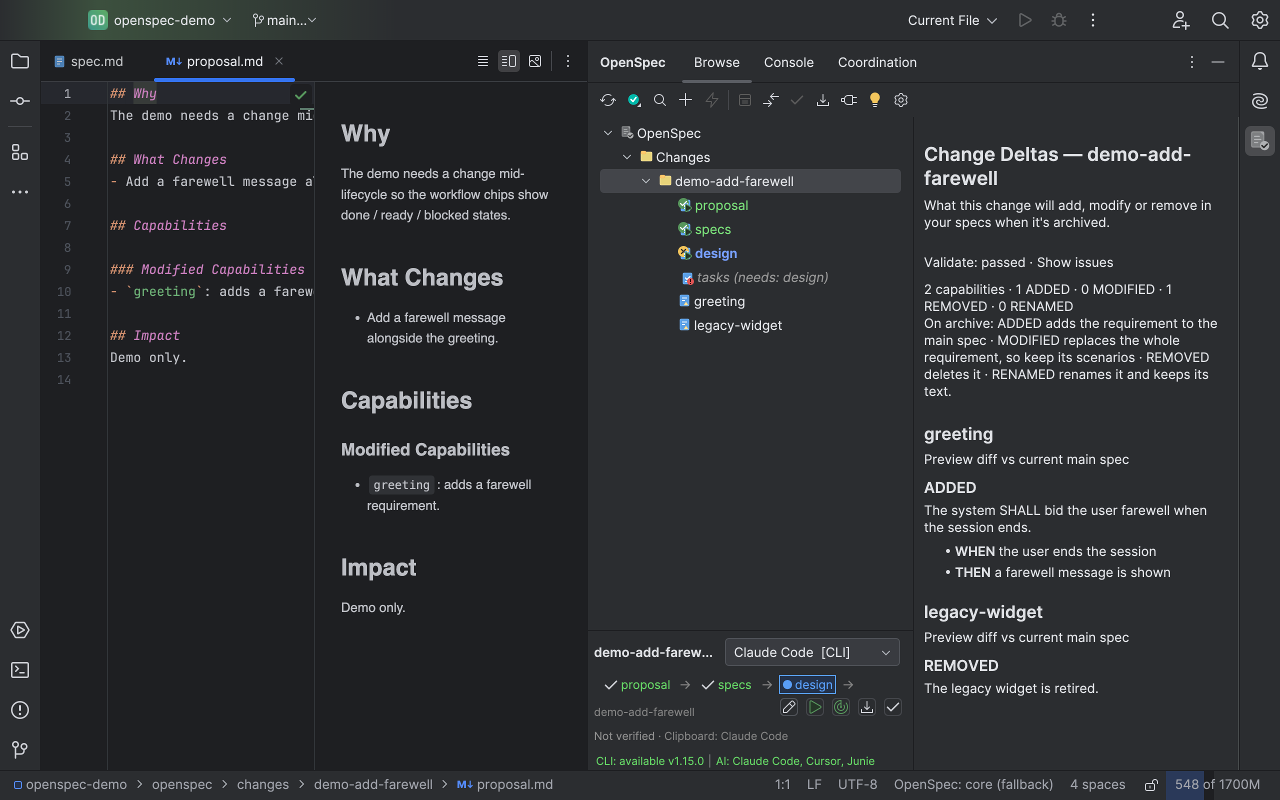 OD openspec-demo main... Current File
spec.md proposal.md
1 ## Why
2 The demo needs a change mi
3
4 ## What Changes
5 - Add a farewell message al
6
7 ## Capabilities
8
9 ### Modified Capabilities
10 - `greeting`: adds a farew
11
12 ## Impact
13 Demo only.
14
Why
The demo needs a change mid-
lifecycle so the workflow chips show
done / ready / blocked states.
What Changes
• Add a farewell message
alongside the greeting.
Capabilities
Modified Capabilities
• greeting : adds a farewell
requirement.
Impact
Demo only.
OpenSpec Browse Console Coordination
OpenSpec
Changes
demo-add-farewell
proposal
specs
design
tasks (needs: design)
greeting
legacy-widget
demo-add-farew... Claude Code [CLI]
proposal → specs → design →
demo-add-farewell
Not verified · Clipboard: Claude Code
CLI: available v1.15.0 | AI: Claude Code, Cursor, Junie
Change Deltas — demo-add-
farewell
What this change will add, modify or remove in
your specs when it's archived.
Validate: passed · Show issues
2 capabilities · 1 ADDED · 0 MODIFIED · 1
REMOVED · 0 RENAMED
On archive: ADDED adds the requirement to the
main spec · MODIFIED replaces the whole
requirement, so keep its scenarios · REMOVED
deletes it · RENAMED renames it and keeps its
text.
greeting
Preview diff vs current main spec
ADDED
The system SHALL bid the user farewell when
the session ends.
• WHEN the user ends the session
• THEN a farewell message is shown
legacy-widget
Preview diff vs current main spec
REMOVED
The legacy widget is retired.
openspec-demo > openspec > changes > demo-add-farewell > proposal.md 1:1 LF UTF-8 OpenSpec: core (fallback) 4 spaces 548 of 1700M